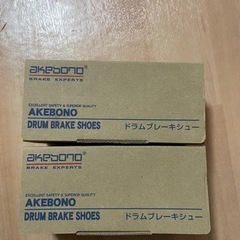 akebono
BRAKE EXPERTS
EXCELLENT SAFETY & SUPERIOR QUALITY
AKEBONO
DRUM BRAKE SHOES ドラムブレーキシュー
akebono
BRAKE EXPERTS
EXCELLENT SAFETY & SUPERIOR QUALITY
AKEBONO
DRUM BRAKE SHOES ドラムブレーキシュー